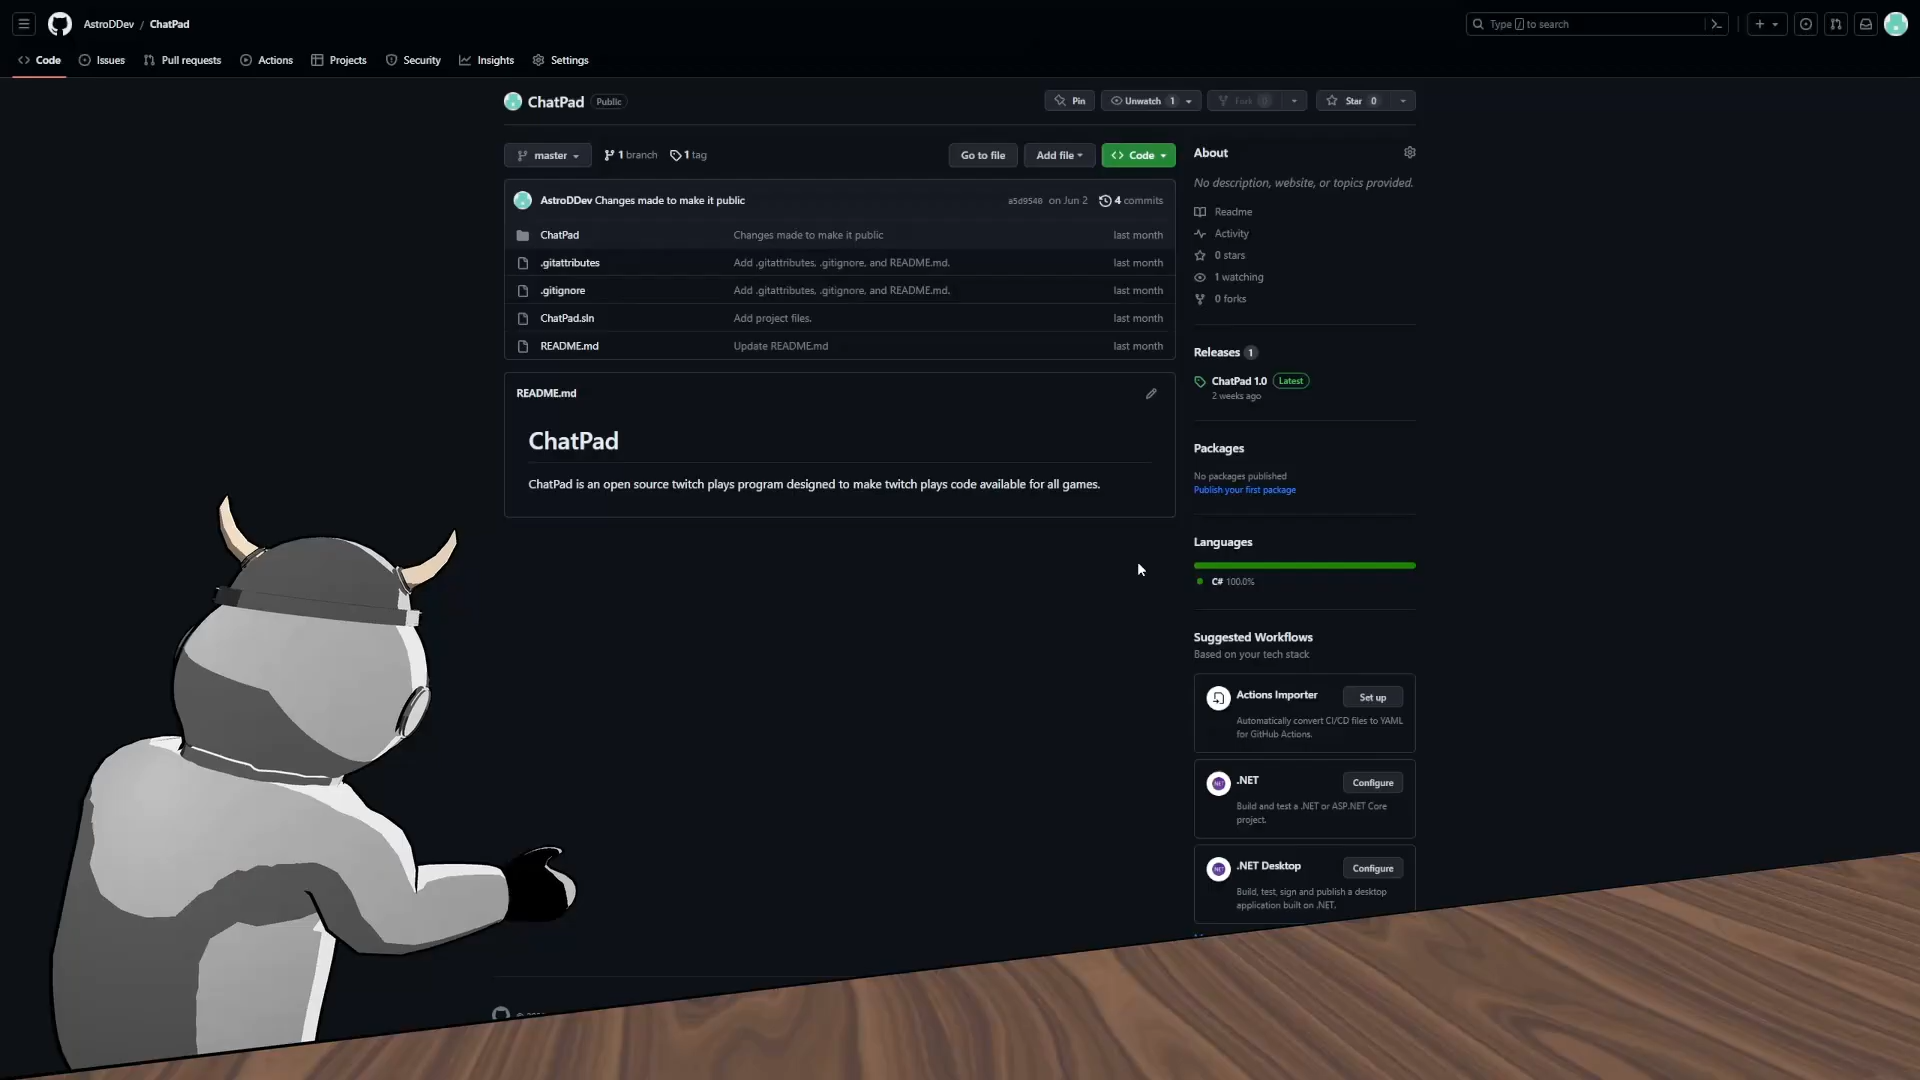 AstroDDev / ChatPad
Type / to search
Code
Issues
Pull requests
Actions
Projects
Security
Insights
Settings
ChatPad Public
Pin
Unwatch 1
Fork 0
Star 0
master
1 branch
1 tag
Go to file
Add file
Code
AstroDDev Changes made to make it public
a5d9540 on Jun 2
4 commits
ChatPad Changes made to make it public last month
.gitattributes Add .gitattributes, .gitignore, and README.md. last month
.gitignore Add .gitattributes, .gitignore, and README.md. last month
ChatPad.sln Add project files. last month
README.md Update README.md last month
README.md
ChatPad
ChatPad is an open source twitch plays program designed to make twitch plays code available for all games.
About
No description, website, or topics provided.
Readme
Activity
0 stars
1 watching
0 forks
Releases 1
ChatPad 1.0 Latest
2 weeks ago
Packages
No packages published
Publish your first package
Languages
C# 100.0%
Suggested Workflows
Based on your tech stack
Actions Importer
Set up
Automatically convert CI/CD files to YAML
for GitHub Actions.
.NET
Configure
Build and test a .NET or ASP.NET Core
project.
.NET Desktop
Configure
Build, test, sign and publish a desktop
application built on .NET.